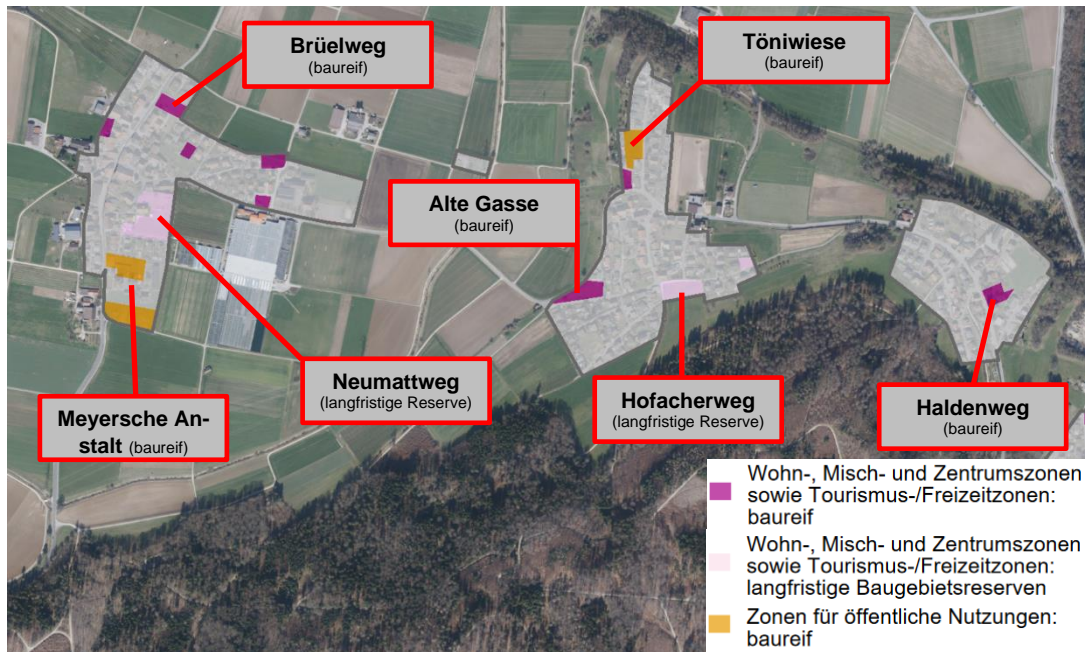 Brüelweg
(baureif)
Töniwiese
(baureif)
Alte Gasse
(baureif)
Neumattweg
(langfristige Reserve)
Hofacherweg
(langfristige Reserve)
Haldenweg
(baureif)
Meyersche An-
stalt (baureif)
Wohn-, Misch- und Zentrumszonen
sowie Tourismus-/Freizeitzonen:
baureif
Wohn-, Misch- und Zentrumszonen
sowie Tourismus-/Freizeitzonen:
langfristige Baugebietsreserven
Zonen für öffentliche Nutzungen:
baureif